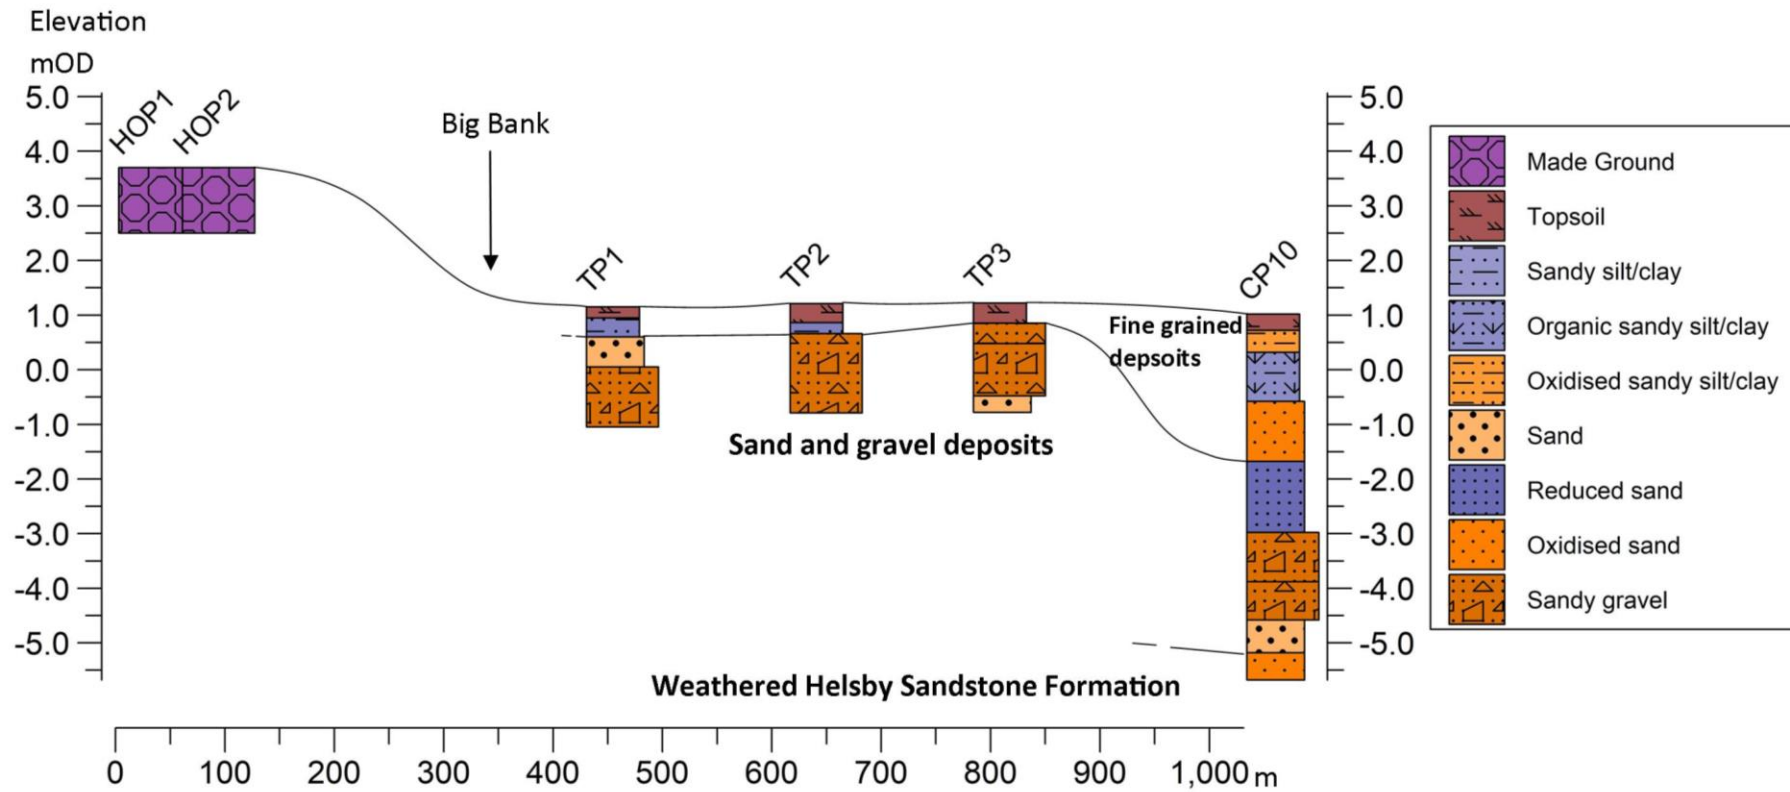 Elevation
mOD
HOP1
HOP2
Big Bank
TP1
TP2
TP3
CP10
5.0
4.0
3.0
2.0
1.0
0.0
-1.0
-2.0
-3.0
-4.0
-5.0
Fine grained
depsoits
Sand and gravel deposits
Weathered Helsby Sandstone Formation
5.0
4.0
3.0
2.0
1.0
0.0
-1.0
-2.0
-3.0
-4.0
-5.0
Made Ground
Topsoil
Sandy silt/clay
Organic sandy silt/clay
Oxidised sandy silt/clay
Sand
Reduced sand
Oxidised sand
Sandy gravel
0 100 200 300 400 500 600 700 800 900 1,000 m